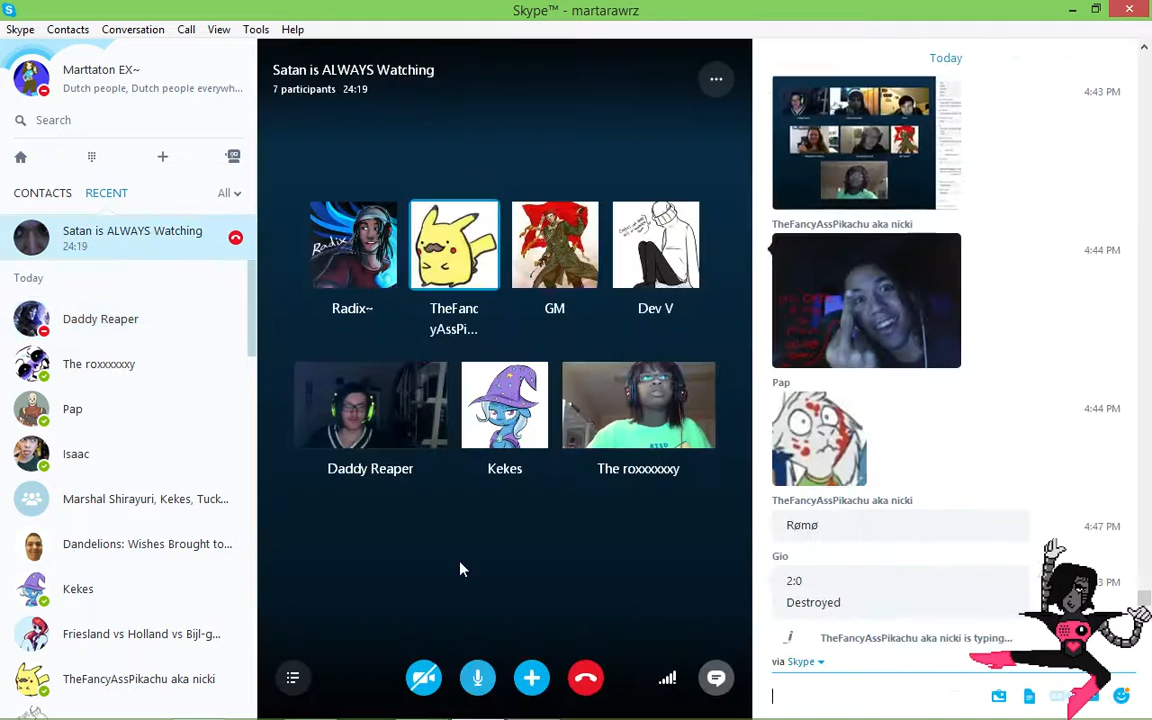 Skype™ - martarawrz
Skype Contacts Conversation Call View Tools Help
Marttaton EX~
Dutch people, Dutch people everywh...
Search
CONTACTS RECENT All
Satan is ALWAYS Watching
24:19
Today
Daddy Reaper
The roxxxxxxy
Pap
Isaac
Marshal Shirayuri, Kekes, Tuck...
Dandelions: Wishes Brought to...
Kekes
Friesland vs Holland vs Bijl-g...
TheFancyAssPikachu aka nicki
Satan is ALWAYS Watching
7 participants 24:19
Radix
Radix~
TheFanc
yAssPi...
GM
Dev V
Daddy Reaper
Kekes
The roxxxxxxy
Today
4:43 PM
TheFancyAssPikachu aka nicki
4:44 PM
Pap
4:44 PM
TheFancyAssPikachu aka nicki
Rømø
4:47 PM
Gio
2:0
Destroyed
3 PM
TheFancyAssPikachu aka nicki is typing...
via Skype